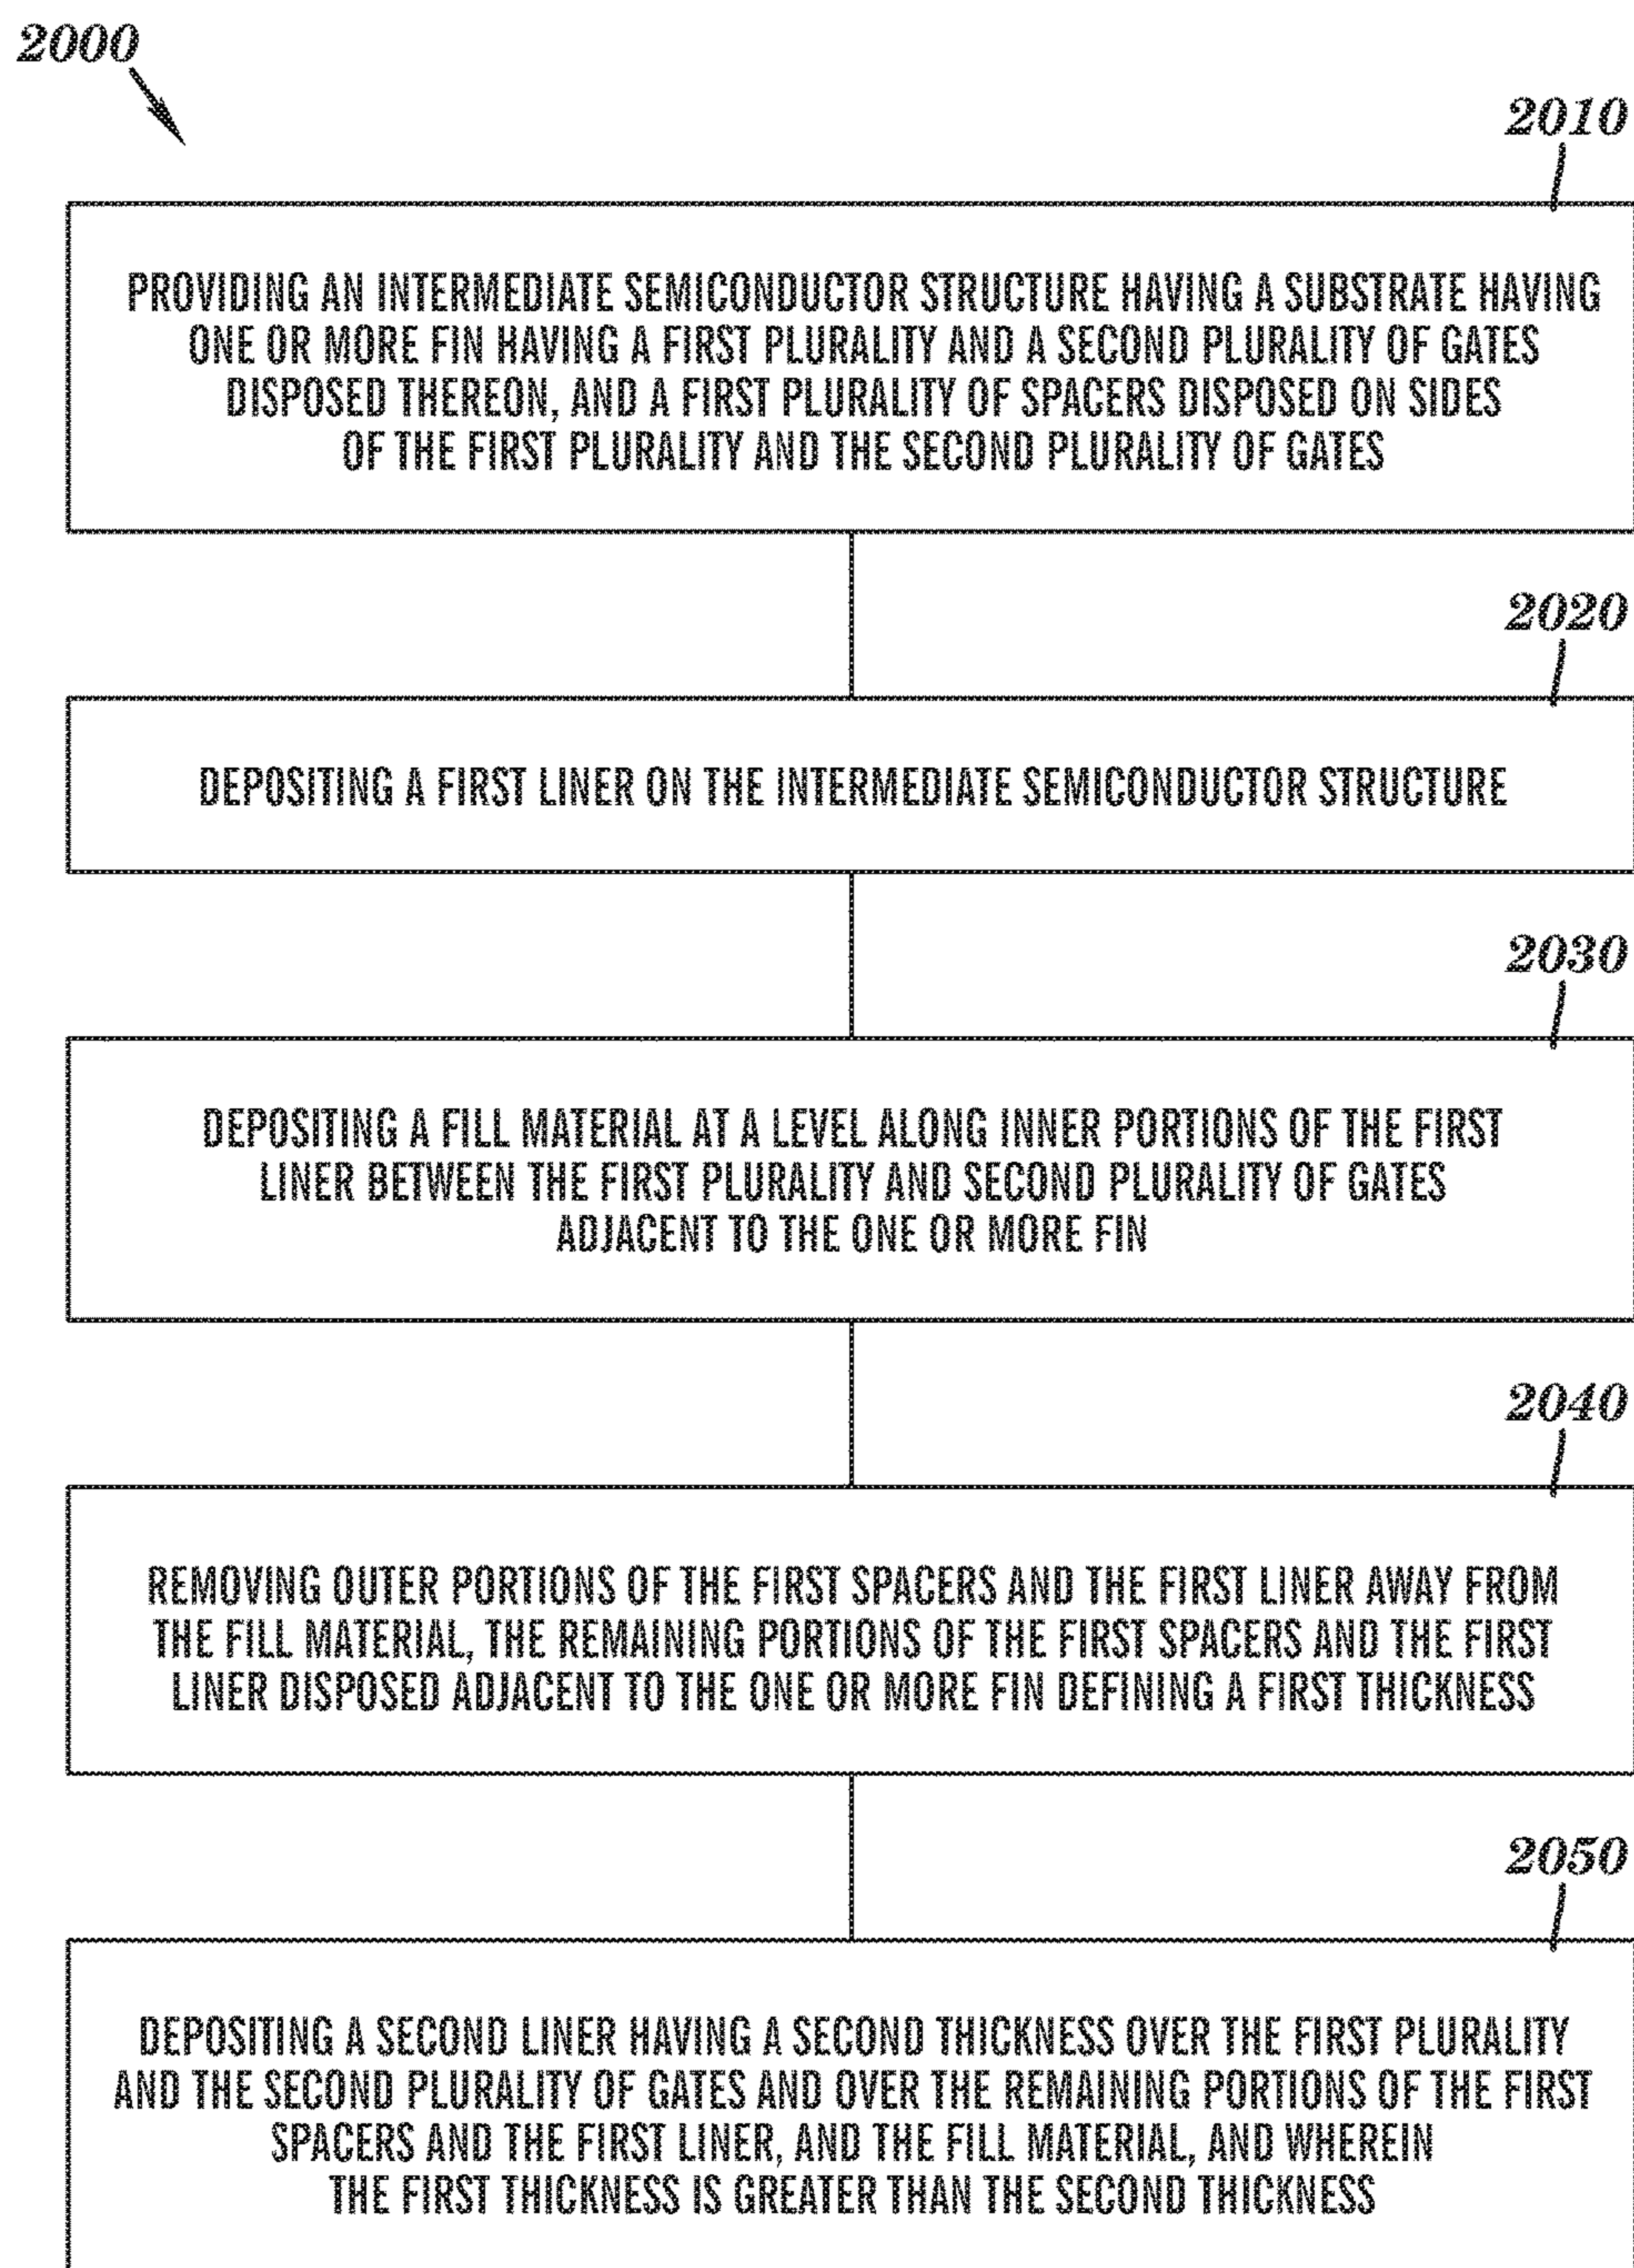 2000
2010
PROVIDING AN INTERMEDIATE SEMICONDUCTOR STRUCTURE HAVING A SUBSTRATE HAVING
ONE OR MORE FIN HAVING A FIRST PLURALITY AND A SECOND PLURALITY OF GATES
DISPOSED THEREON, AND A FIRST PLURALITY OF SPACERS DISPOSED ON SIDES
OF THE FIRST PLURALITY AND THE SECOND PLURALITY OF GATES
2020
DEPOSITING A FIRST LINER ON THE INTERMEDIATE SEMICONDUCTOR STRUCTURE
2030
DEPOSITING A FILL MATERIAL AT A LEVEL ALONG INNER PORTIONS OF THE FIRST
LINER BETWEEN THE FIRST PLURALITY AND SECOND PLURALITY OF GATES
ADJACENT TO THE ONE OR MORE FIN
2040
REMOVING OUTER PORTIONS OF THE FIRST SPACERS AND THE FIRST LINER AWAY FROM
THE FILL MATERIAL, THE REMAINING PORTIONS OF THE FIRST SPACERS AND THE FIRST
LINER DISPOSED ADJACENT TO THE ONE OR MORE FIN DEFINING A FIRST THICKNESS
2050
DEPOSITING A SECOND LINER HAVING A SECOND THICKNESS OVER THE FIRST PLURALITY
AND THE SECOND PLURALITY OF GATES AND OVER THE REMAINING PORTIONS OF THE FIRST
SPACERS AND THE FIRST LINER, AND THE FILL MATERIAL, AND WHEREIN
THE FIRST THICKNESS IS GREATER THAN THE SECOND THICKNESS